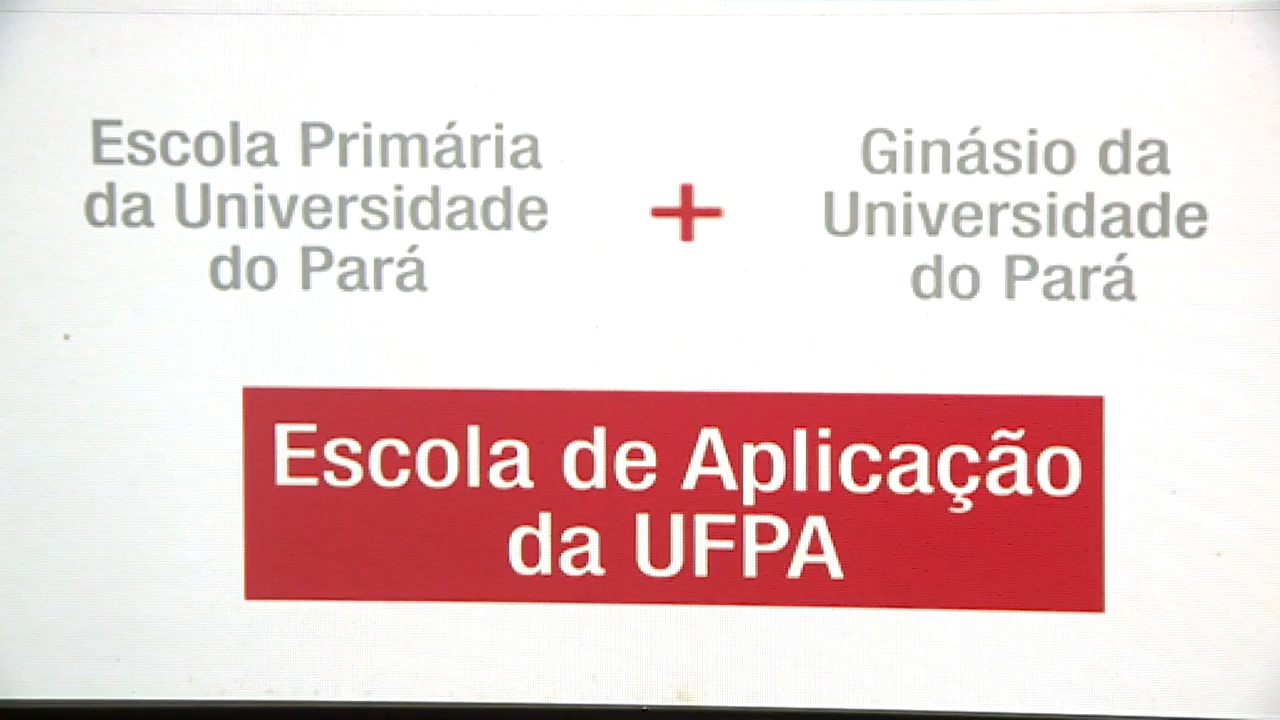 Escola Primária
da Universidade
do Pará
+
Ginásio da
Universidade
do Pará
Escola de Aplicação
da UFPA